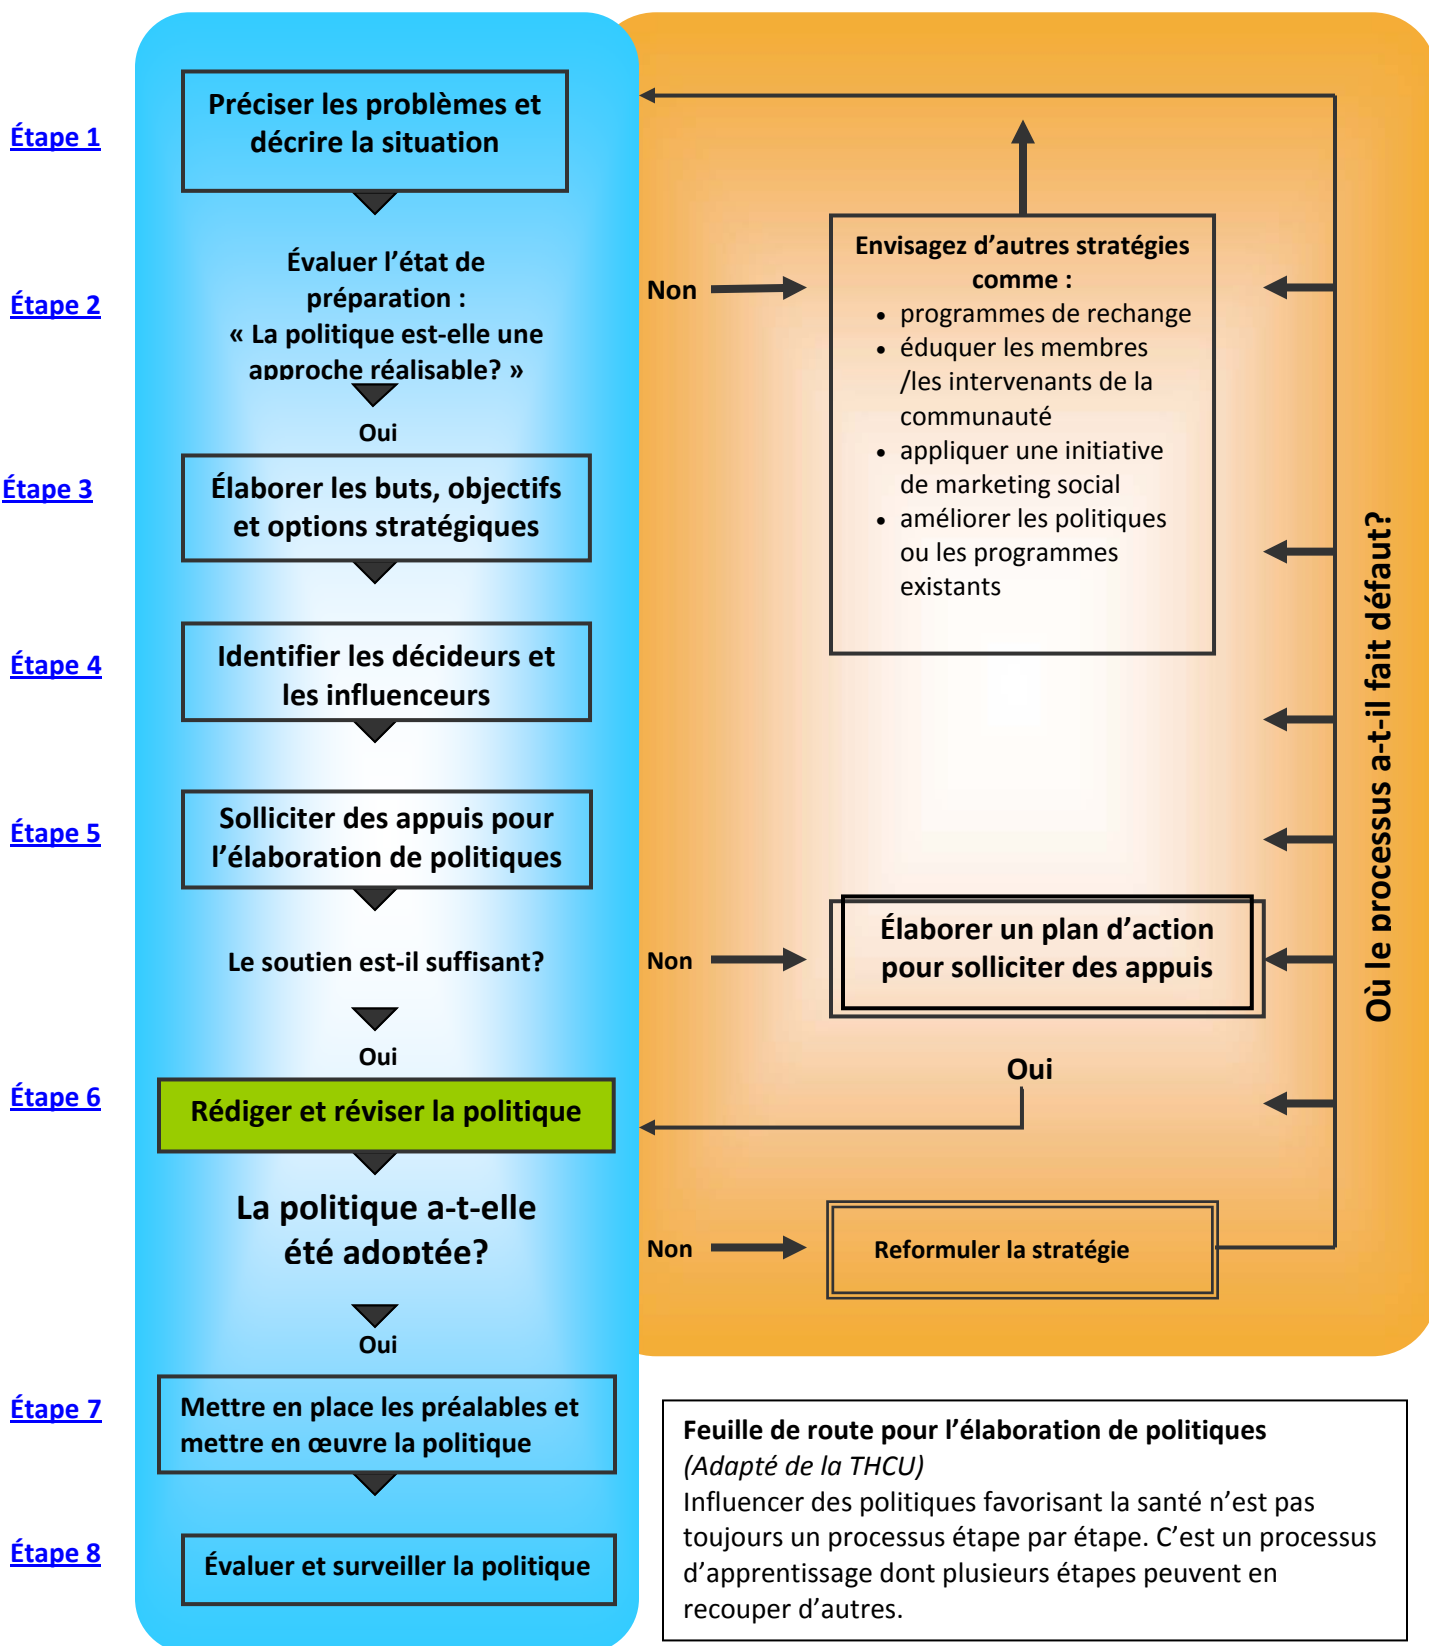 Étape 1
Préciser les problèmes et
décrire la situation
Étape 2
Évaluer l’état de
préparation :
« La politique est-elle une
approche réalisable? »
Non
Envisagez d’autres stratégies
comme :
• programmes de rechange
• éduquer les membres
/les intervenants de la
communauté
• appliquer une initiative
de marketing social
• améliorer les politiques
ou les programmes
existants
Oui
Étape 3
Élaborer les buts, objectifs
et options stratégiques
Étape 4
Identifier les décideurs et
les influenceurs
Étape 5
Solliciter des appuis pour
l’élaboration de politiques
Le soutien est-il suffisant?
Non
Élaborer un plan d’action
pour solliciter des appuis
Oui
Oui
Étape 6
Rédiger et réviser la politique
La politique a-t-elle
été adoptée?
Non
Reformuler la stratégie
Où le processus a-t-il fait défaut?
Oui
Étape 7
Mettre en place les préalables et
mettre en œuvre la politique
Étape 8
Évaluer et surveiller la politique
Feuille de route pour l’élaboration de politiques
(Adapté de la THCU)
Influencer des politiques favorisant la santé n’est pas
toujours un processus étape par étape. C’est un processus
d’apprentissage dont plusieurs étapes peuvent en
recouper d’autres.